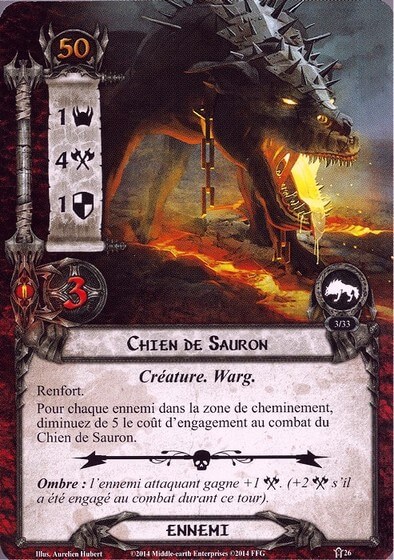 50
1
4
1
3
3/33
Chien de Sauron
Créature. Warg.
Renfort.
Pour chaque ennemi dans la zone de cheminement,
diminuez de 5 le coût d'engagement au combat du
Chien de Sauron.
Ombre : l'ennemi attaquant gagne +1 . (+2 s'il
a été engagé au combat durant ce tour).
ENNEMI
Illus. Aurelien Hubert ©2014 Middle-earth Enterprises ©2014 FFG 26